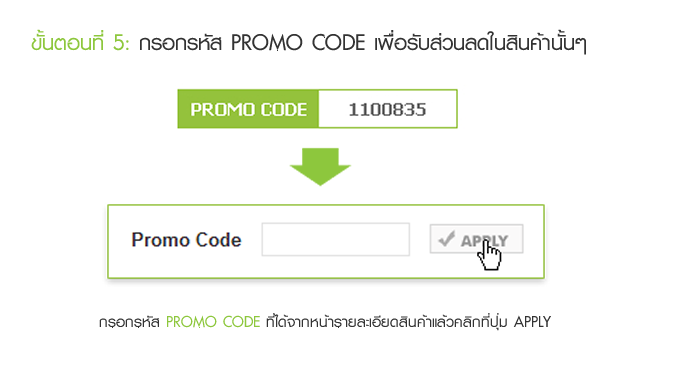 ขั้นตอนที่ 5: กรอกรหัส PROMO CODE เพื่อรับส่วนลดในสินค้านั้นๆ
PROMO CODE 1100835
Promo Code APPLY
กรอกรหัส PROMO CODE ที่ได้จากหน้ารายละเอียดสินค้าแล้วคลิกที่ปุ่ม APPLY